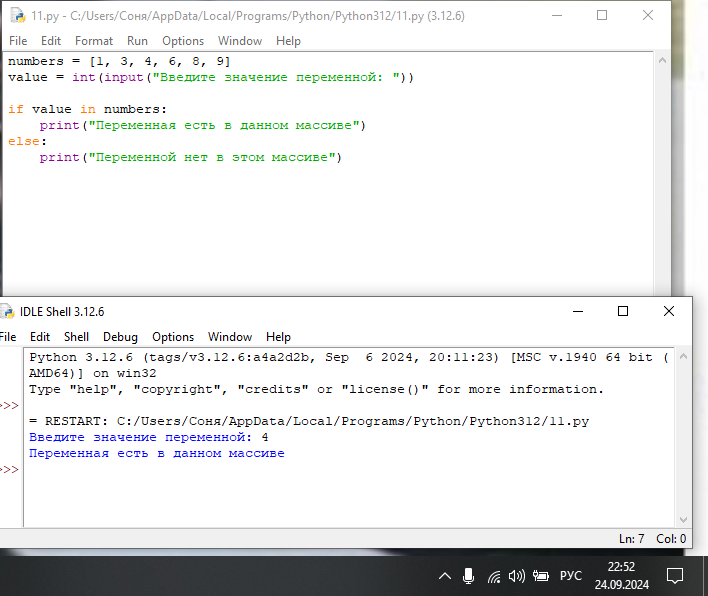 11.py - C:/Users/Соня/AppData/Local/Programs/Python/Python312/11.py (3.12.6)
File Edit Format Run Options Window Help
numbers = [1, 3, 4, 6, 8, 9]
value = int(input("Введите значение переменной: "))
if value in numbers:
    print("Переменная есть в данном массиве")
else:
    print("Переменной нет в этом массиве")
IDLE Shell 3.12.6
File Edit Shell Debug Options Window Help
Python 3.12.6 (tags/v3.12.6:a4a2d2b, Sep  6 2024, 20:11:23) [MSC v.1940 64 bit (
AMD64)] on win32
Type "help", "copyright", "credits" or "license()" for more information.
>>>
= RESTART: C:/Users/Соня/AppData/Local/Programs/Python/Python312/11.py
Введите значение переменной: 4
Переменная есть в данном массиве
>>>
Ln: 7 Col: 0
РУС
22:52
24.09.2024